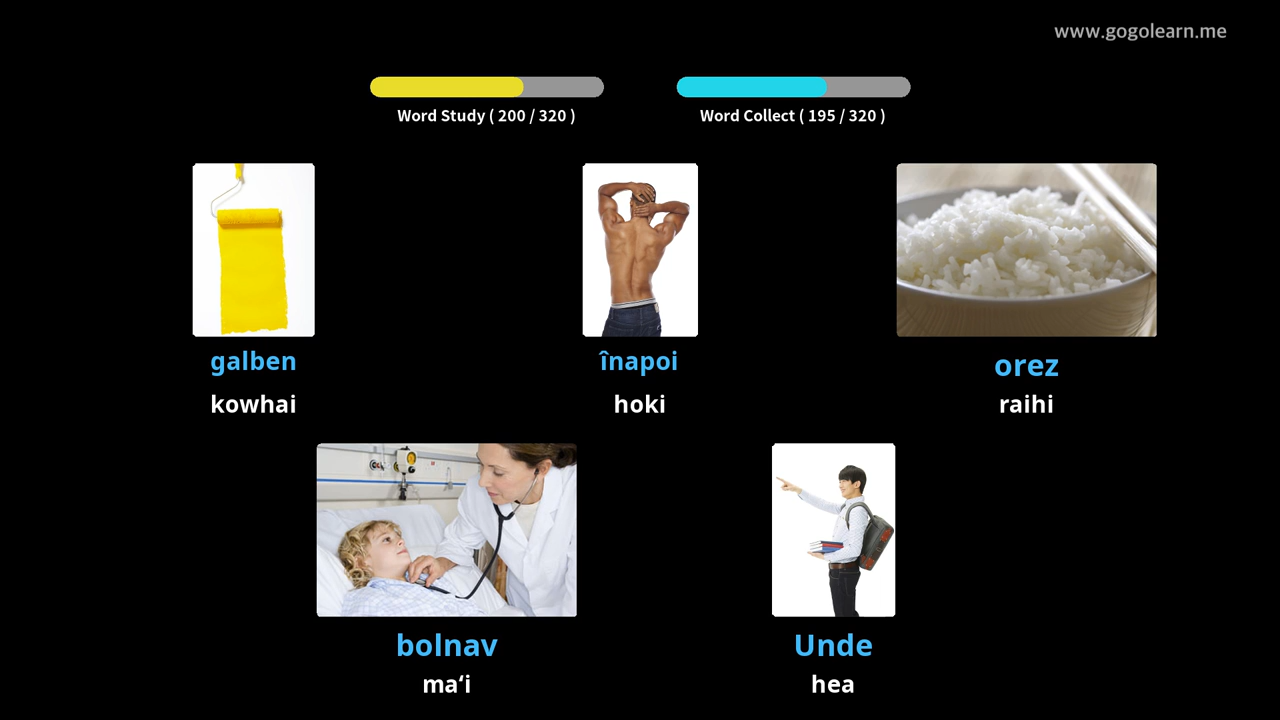 www.gogolearn.me
Word Study ( 200 / 320 )
Word Collect ( 195 / 320 )
galben
kowhai
înapoi
hoki
orez
raihi
bolnav
ma‘i
Unde
hea